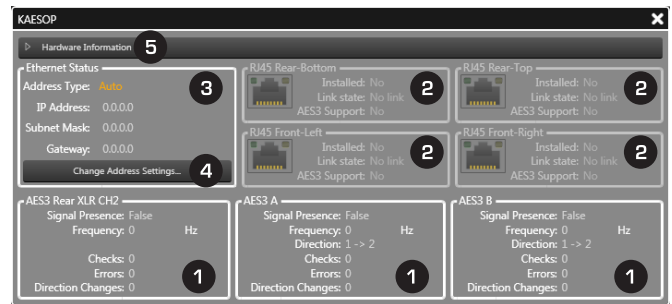 KAESOP
Hardware Information 5
Ethernet Status
Address Type: Auto 3
IP Address: 0.0.0.0
Subnet Mask: 0.0.0.0
Gateway: 0.0.0.0
Change Address Settings... 4
RJ45 Rear-Bottom
Installed: No 2
Link state: No link
AES3 Support: No
RJ45 Rear-Top
Installed: No 2
Link state: No link
AES3 Support: No
RJ45 Front-Left
Installed: No 2
Link state: No link
AES3 Support: No
RJ45 Front-Right
Installed: No 2
Link state: No link
AES3 Support: No
AES3 Rear XLR CH2
Signal Presence: False
Frequency: 0 Hz
Checks: 0
Errors: 0 1
Direction Changes: 0
AES3 A
Signal Presence: False
Frequency: 0 Hz
Direction: 1 -> 2
Checks: 0
Errors: 0 1
Direction Changes: 0
AES3 B
Signal Presence: False
Frequency: 0 Hz
Direction: 1 -> 2
Checks: 0
Errors: 0 1
Direction Changes: 0